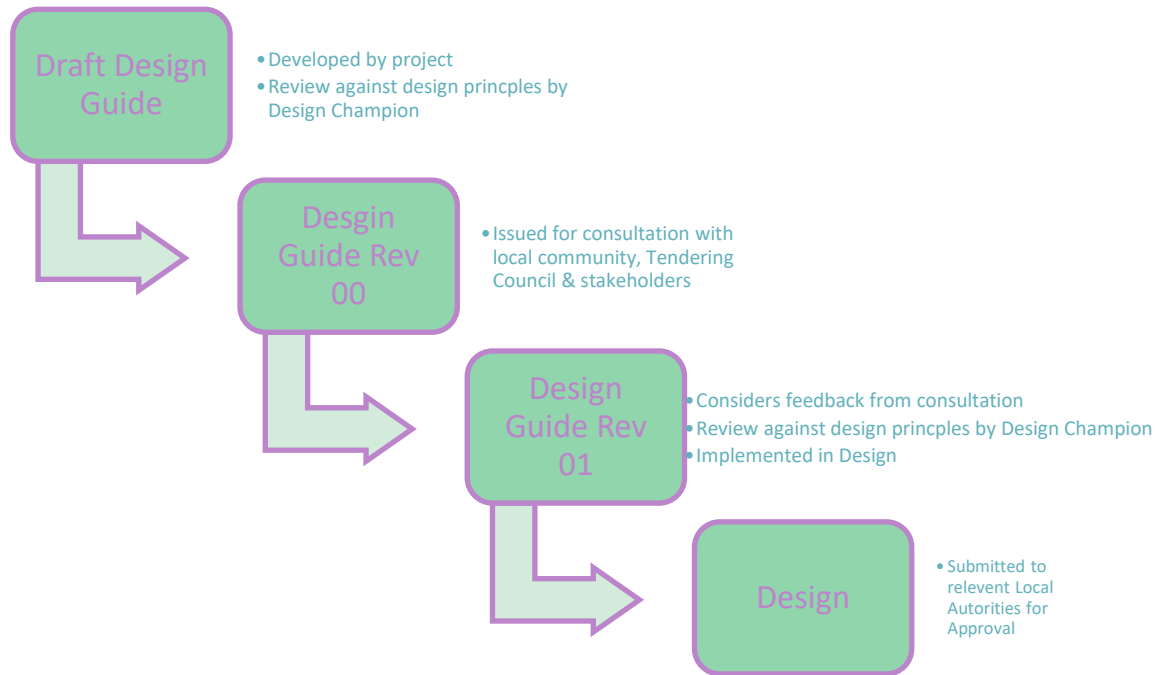 Draft Design
Guide
•Developed by project
•Review against design princples by
Design Champion
Desgin
Guide Rev
00
•Issued for consultation with
local community, Tendering
Council & stakeholders
Design
Guide Rev
01
•Considers feedback from consultation
•Review against design princples by Design Champion
•Implemented in Design
Design
•Submitted to
relevent Local
Autorities for
Approval